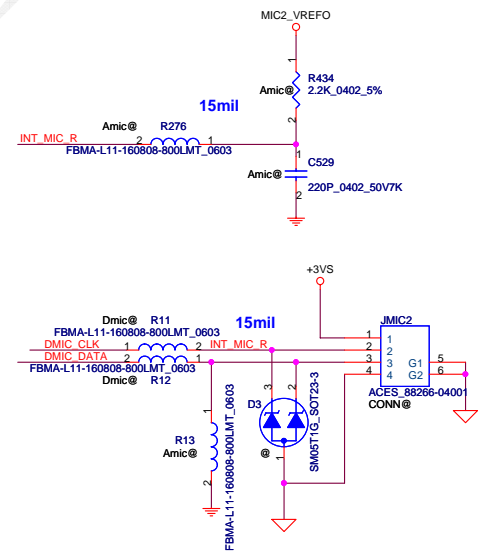 MIC2_VREFO
1
R434
Amic@
2.2K_0402_5%
15mil
2
Amic@ R276
INT_MIC_R
2 1
FBMA-L11-160808-800LMT_0603
1
C529
Amic@
220P_0402_50V7K
2
+3VS
Dmic@ R11
15mil
JMIC2
FBMA-L11-160808-800LMT_0603
DMIC_CLK 1 2 INT_MIC_R
1 1
2 2
DMIC_DATA 2 1
3 3 G1 5
4 4 G2 6
FBMA-L11-160808-800LMT_0603
Dmic@ R12
ACES_88266-04001
CONN@
3 2
D3
SM05T1G_SOT23-3
@
1
1
R13
Amic@
2
FBMA-L11-160808-800LMT_0603